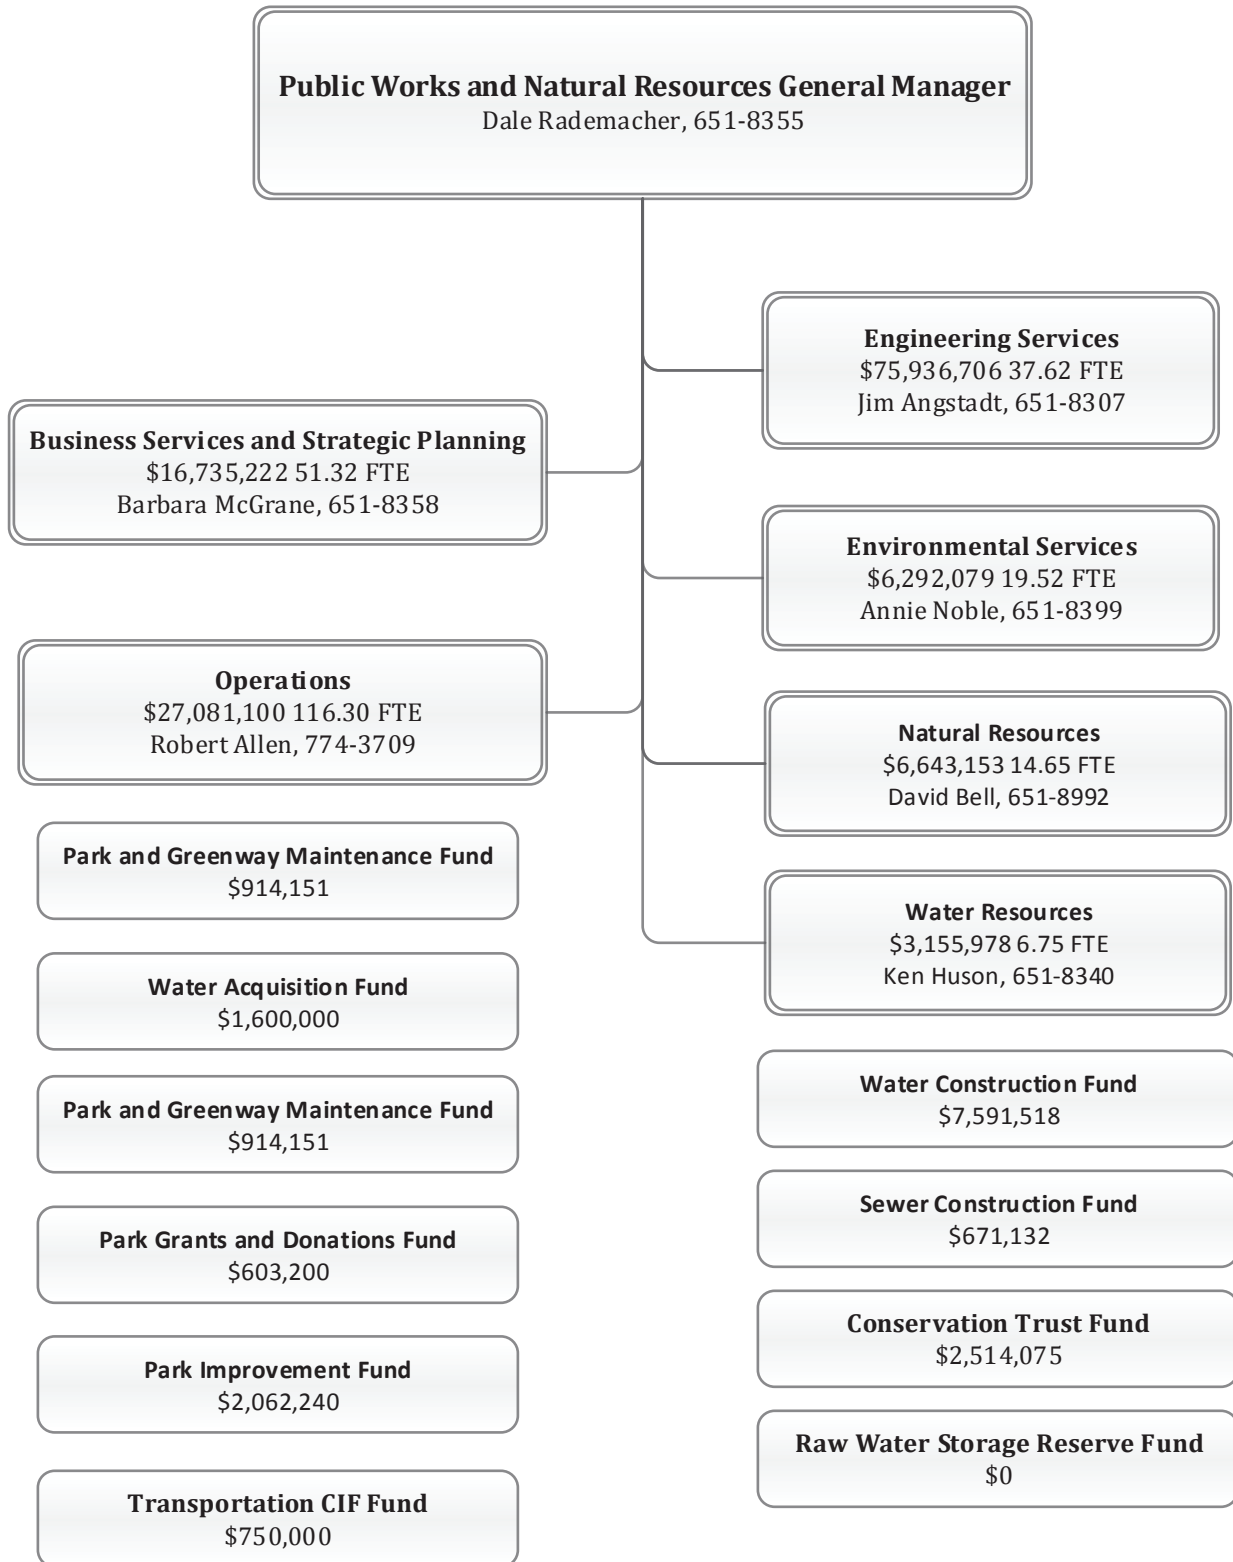 Public Works and Natural Resources General Manager
Dale Rademacher, 651-8355
Engineering Services
$75,936,706 37.62 FTE
Jim Angstadt, 651-8307
Business Services and Strategic Planning
$16,735,222 51.32 FTE
Barbara McGrane, 651-8358
Environmental Services
$6,292,079 19.52 FTE
Annie Noble, 651-8399
Operations
$27,081,100 116.30 FTE
Robert Allen, 774-3709
Natural Resources
$6,643,153 14.65 FTE
David Bell, 651-8992
Park and Greenway Maintenance Fund
$914,151
Water Resources
$3,155,978 6.75 FTE
Ken Huson, 651-8340
Water Acquisition Fund
$1,600,000
Water Construction Fund
$7,591,518
Park and Greenway Maintenance Fund
$914,151
Sewer Construction Fund
$671,132
Park Grants and Donations Fund
$603,200
Conservation Trust Fund
$2,514,075
Park Improvement Fund
$2,062,240
Raw Water Storage Reserve Fund
$0
Transportation CIF Fund
$750,000